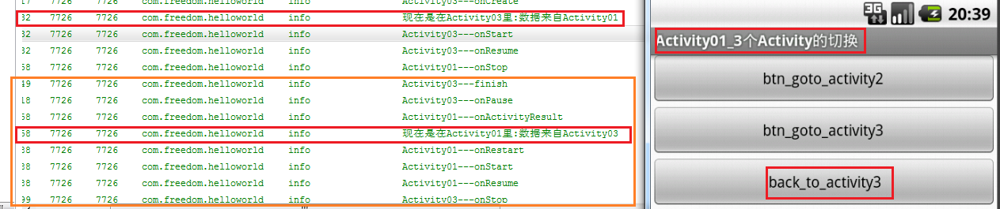 17 7726 7726 com.freedom.helloworld info Activity03---onCreate
32 7726 7726 com.freedom.helloworld info 现在是在Activity03里:数据来自Activity01
32 7726 7726 com.freedom.helloworld info Activity03---onStart
32 7726 7726 com.freedom.helloworld info Activity03---onResume
58 7726 7726 com.freedom.helloworld info Activity01---onStop
49 7726 7726 com.freedom.helloworld info Activity03---finish
18 7726 7726 com.freedom.helloworld info Activity03---onPause
58 7726 7726 com.freedom.helloworld info Activity01---onActivityResult
58 7726 7726 com.freedom.helloworld info 现在是在Activity01里:数据来自Activity03
38 7726 7726 com.freedom.helloworld info Activity01---onRestart
38 7726 7726 com.freedom.helloworld info Activity01---onStart
38 7726 7726 com.freedom.helloworld info Activity01---onResume
99 7726 7726 com.freedom.helloworld info Activity03---onStop
3G 20:39
Activity01_3个Activity的切换
btn_goto_activity2
btn_goto_activity3
back_to_activity3